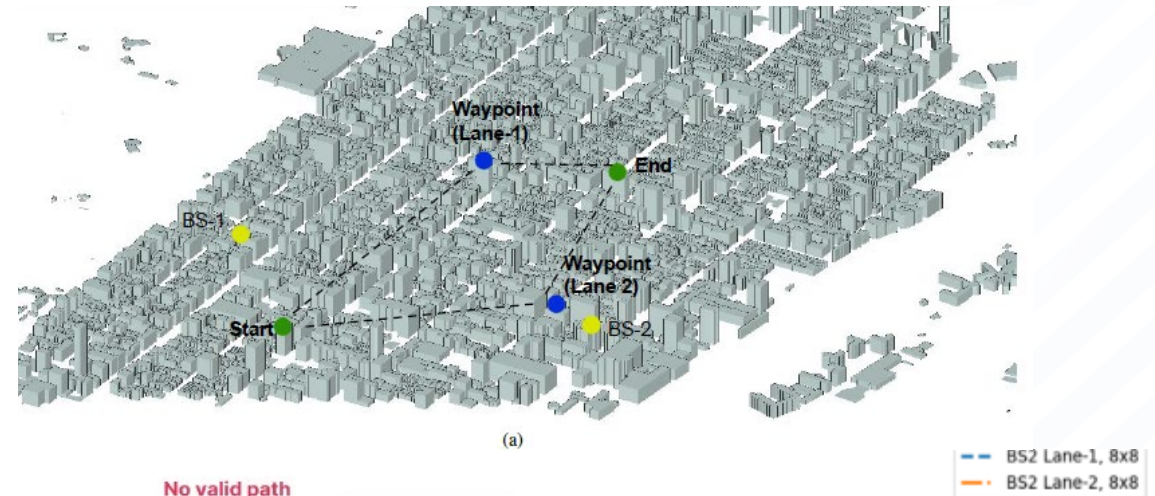 Waypoint
(Lane-1)
End
BS-1
Waypoint
(Lane 2)
Start
BS-2
(a)
BS2 Lane-1, 8x8
BS2 Lane-2, 8x8
No valid path